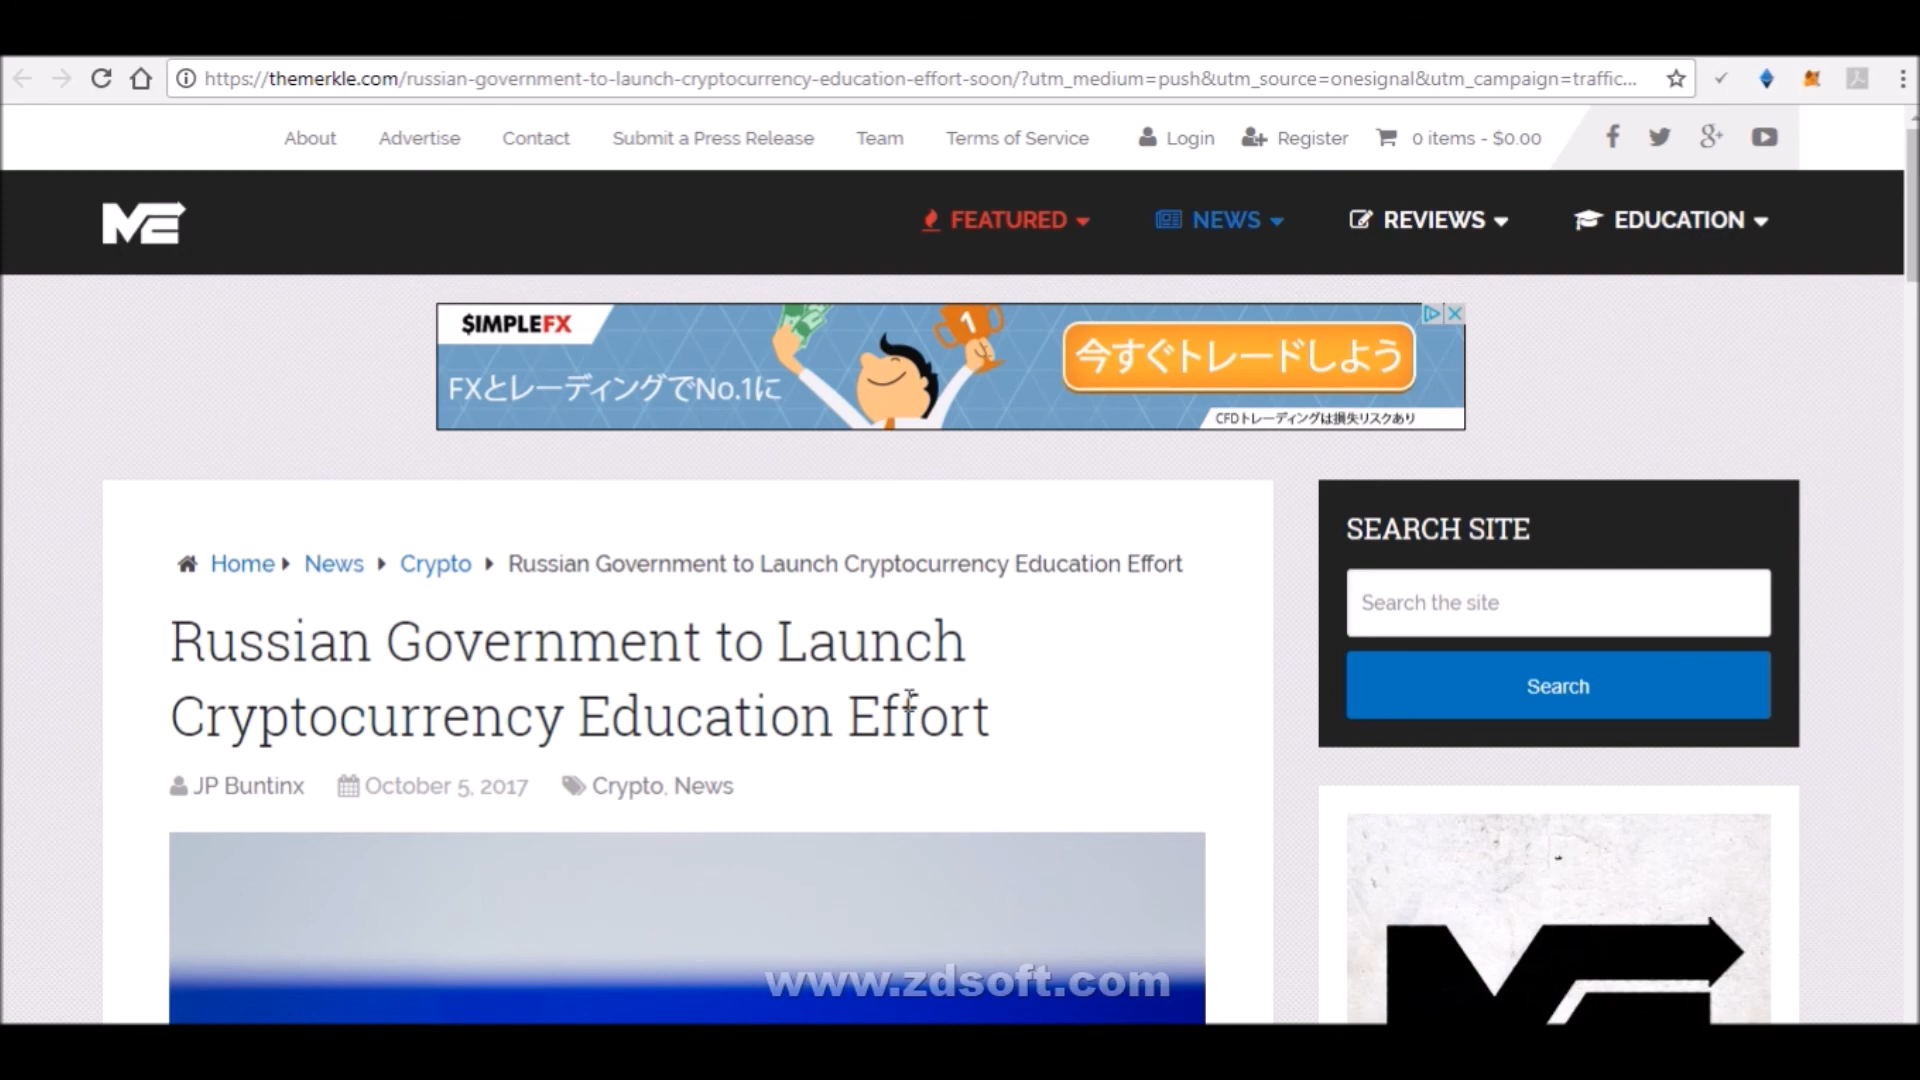 https://themerkle.com/russian-government-to-launch-cryptocurrency-education-effort-soon/?utm_medium=push&utm_source=onesignal&utm_campaign=traffic...
About Advertise Contact Submit a Press Release Team Terms of Service Login Register 0 items - $0.00
ME FEATURED NEWS REVIEWS EDUCATION
$IMPLEFX
FXとレーディングでNo.1に
1
今すぐトレードしよう
CFDトレーディングは損失リスクあり
Home News Crypto Russian Government to Launch Cryptocurrency Education Effort
Russian Government to Launch
Cryptocurrency Education Effort
JP Buntinx October 5, 2017 Crypto, News
www.zdsoft.com
SEARCH SITE
Search the site
Search